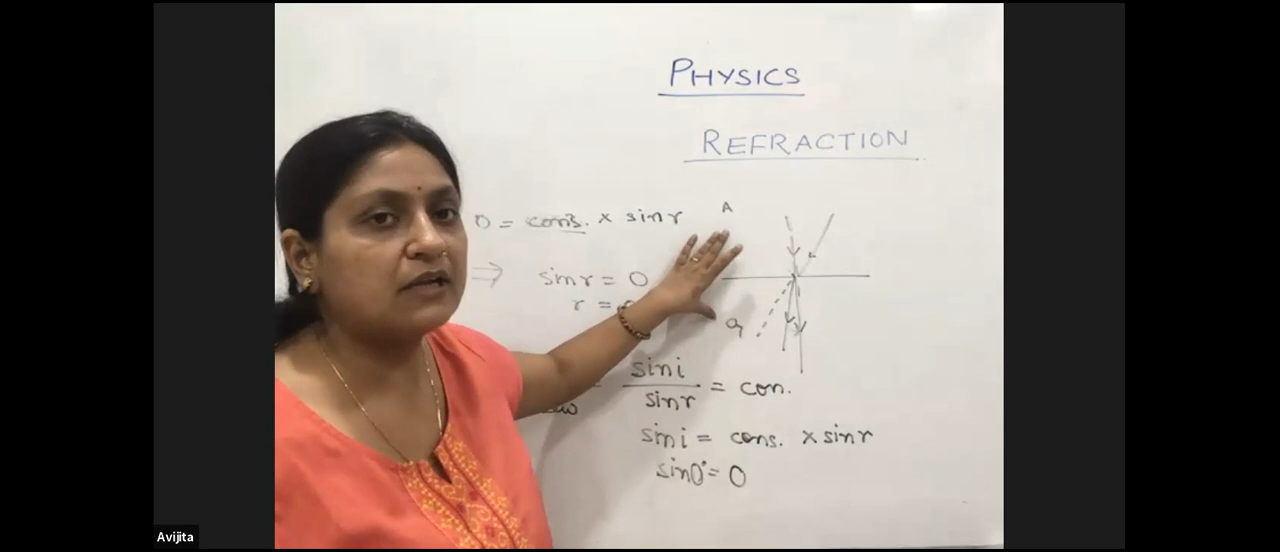 PHYSICS
REFRACTION
0 = cons. × sin r
A
⇒ sin r = 0
r =
g
sin i
sin r
= con.
sin i = cons. × sin r
sin 0° = 0
Avijita